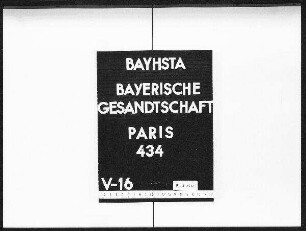 BAYHSTA
BAYERISCHE
GESANDTSCHAFT
PARIS
434
V-16